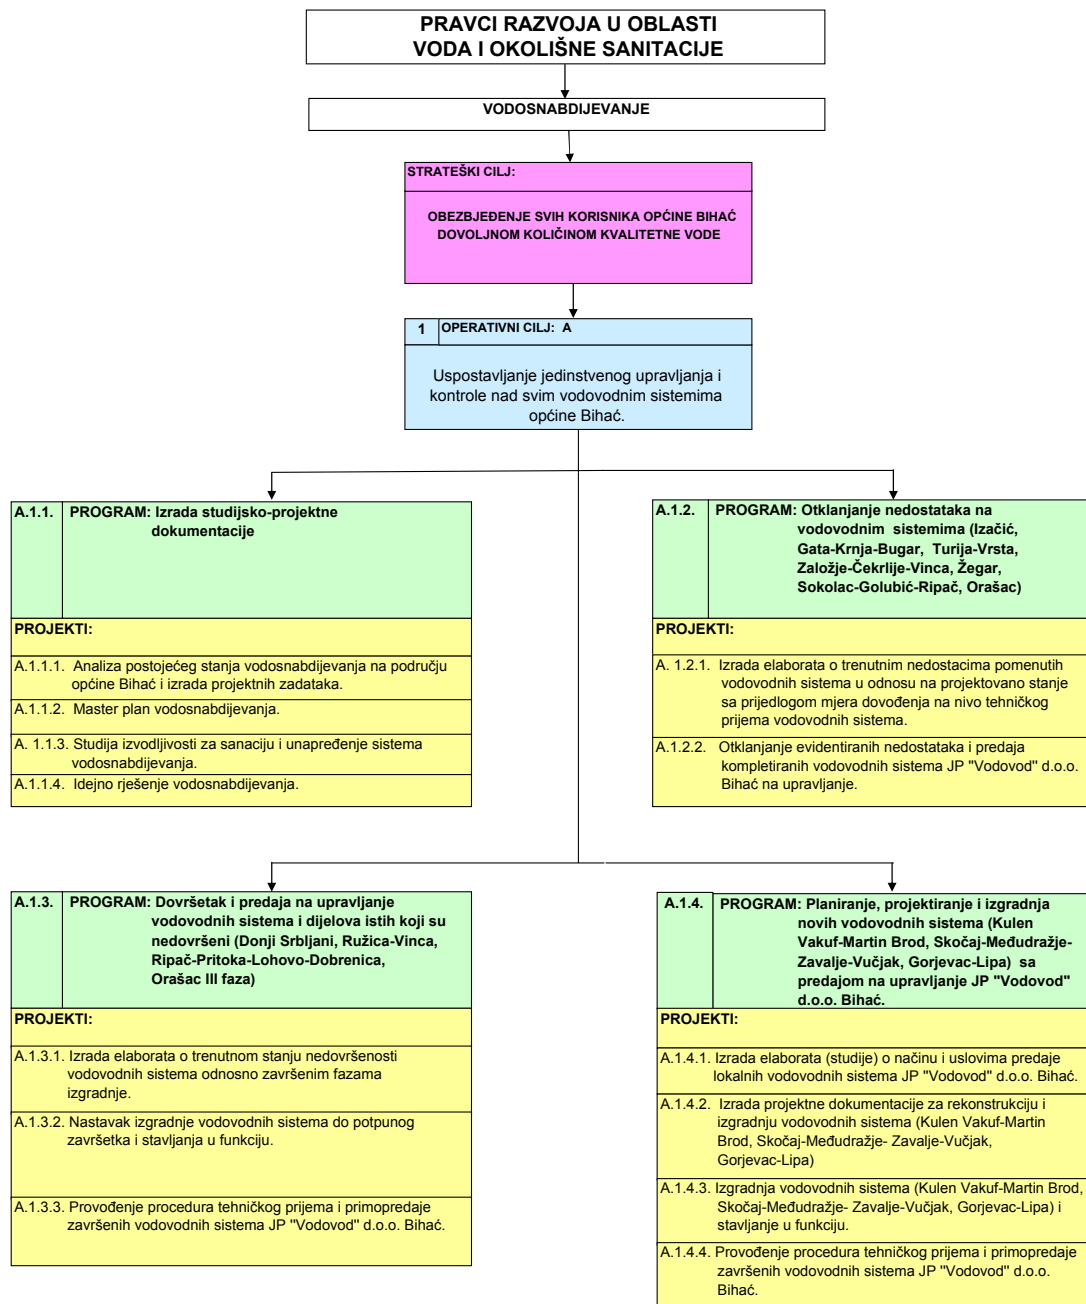 PRAVCI RAZVOJA U OBLASTI
VODA I OKOLIŠNE SANITACIJE
VODOSNABDIJEVANJE
STRATEŠKI CILJ:
OBEZBJEĐENJE SVIH KORISNIKA OPĆINE BIHAĆ
DOVOLJNOM KOLIČINOM KVALITETNE VODE
1 OPERATIVNI CILJ: A
Uspostavljanje jedinstvenog upravljanja i
kontrole nad svim vodovodnim sistemima
općine Bihać.
A.1.1. PROGRAM: Izrada studijsko-projektne
dokumentacije
PROJEKTI:
A.1.1.1. Analiza postojećeg stanja vodosnabdijevanja na području
općine Bihać i izrada projektnih zadataka.
A.1.1.2. Master plan vodosnabdijevanja.
A. 1.1.3. Studija izvodljivosti za sanaciju i unapređenje sistema
vodosnabdijevanja.
A.1.1.4. Idejno rješenje vodosnabdijevanja.
A.1.2. PROGRAM: Otklanjanje nedostataka na
vodovodnim sistemima (Izačić,
Gata-Krnja-Bugar, Turija-Vrsta,
Založje-Čekrlije-Vinca, Žegar,
Sokolac-Golubić-Ripač, Orašac)
PROJEKTI:
A. 1.2.1. Izrada elaborata o trenutnim nedostacima pomenutih
vodovodnih sistema u odnosu na projektovano stanje
sa prijedlogom mjera dovođenja na nivo tehničkog
prijema vodovodnih sistema.
A.1.2.2. Otklanjanje evidentiranih nedostataka i predaja
kompletiranih vodovodnih sistema JP "Vodovod" d.o.o.
Bihać na upravljanje.
A.1.3. PROGRAM: Dovršetak i predaja na upravljanje
vodovodnih sistema i dijelova istih koji su
nedovršeni (Donji Srbljani, Ružica-Vinca,
Ripač-Pritoka-Lohovo-Dobrenica,
Orašac III faza)
PROJEKTI:
A.1.3.1. Izrada elaborata o trenutnom stanju nedovršenosti
vodovodnih sistema odnosno završenim fazama
izgradnje.
A.1.3.2. Nastavak izgradnje vodovodnih sistema do potpunog
završetka i stavljanja u funkciju.
A.1.3.3. Provođenje procedura tehničkog prijema i primopredaje
završenih vodovodnih sistema JP "Vodovod" d.o.o. Bihać.
A.1.4. PROGRAM: Planiranje, projektiranje i izgradnja
novih vodovodnih sistema (Kulen
Vakuf-Martin Brod, Skočaj-Međudražje-
Zavalje-Vučjak, Gorjevac-Lipa) sa
predajom na upravljanje JP "Vodovod"
d.o.o. Bihać.
PROJEKTI:
A.1.4.1. Izrada elaborata (studije) o načinu i uslovima predaje
lokalnih vodovodnih sistema JP "Vodovod" d.o.o. Bihać.
A.1.4.2. Izrada projektne dokumentacije za rekonstrukciju i
izgradnju vodovodnih sistema (Kulen Vakuf-Martin
Brod, Skočaj-Međudražje- Zavalje-Vučjak,
Gorjevac-Lipa)
A.1.4.3. Izgradnja vodovodnih sistema (Kulen Vakuf-Martin Brod,
Skočaj-Međudražje- Zavalje-Vučjak, Gorjevac-Lipa) i
stavljanje u funkciju.
A.1.4.4. Provođenje procedura tehničkog prijema i primopredaje
završenih vodovodnih sistema JP "Vodovod" d.o.o.
Bihać.